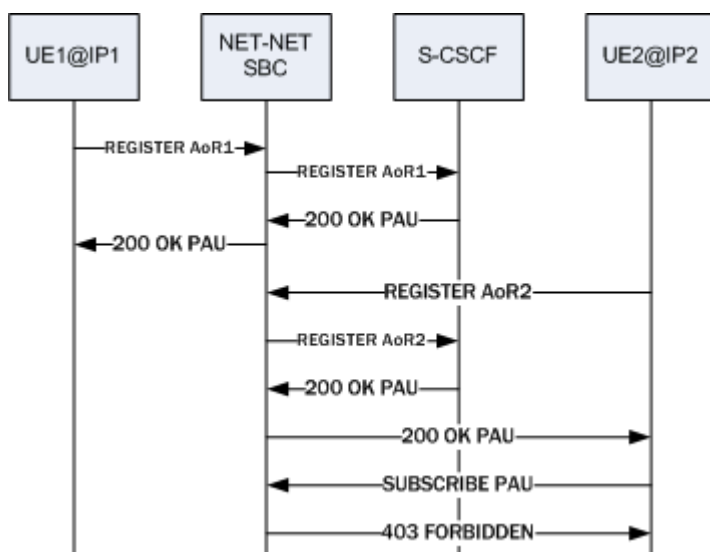 UE1@IP1
NET-NET
SBC
S-CSCF
UE2@IP2
REGISTER AoR1
REGISTER AoR1
200 OK PAU
200 OK PAU
REGISTER AoR2
REGISTER AoR2
200 OK PAU
200 OK PAU
SUBSCRIBE PAU
403 FORBIDDEN